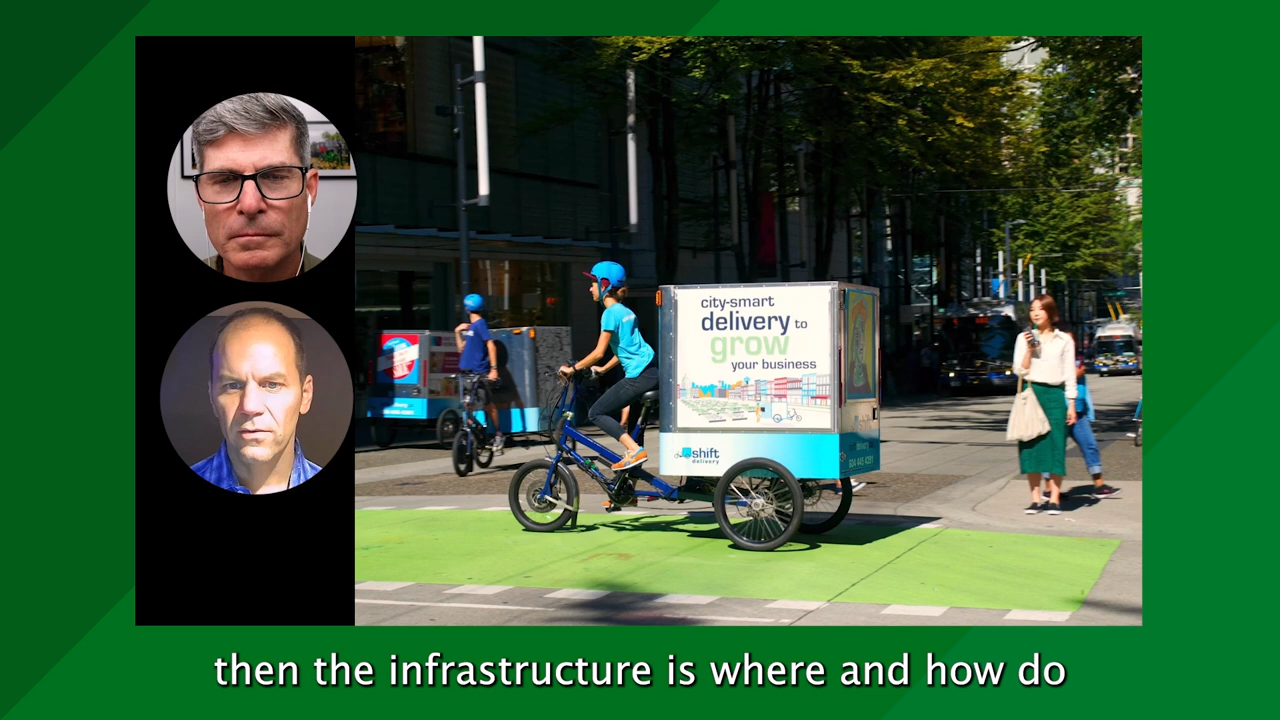 city-smart
delivery to
grow
your business
shift
delivery
then the infrastructure is where and how do